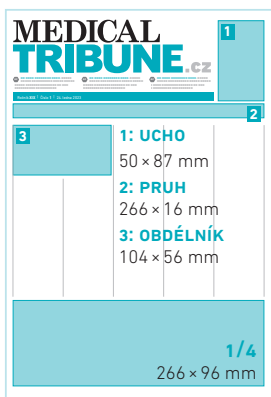 MEDICAL
TRIBUNE.cz
1
2
3
1: UCHO
50 × 87 mm
2: PRUH
266 × 16 mm
3: OBDÉLNÍK
104 × 56 mm
1/4
266 × 96 mm